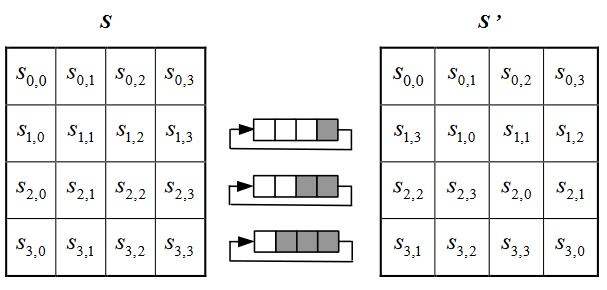 S S’
s0,0 s0,1 s0,2 s0,3 s0,0 s0,1 s0,2 s0,3
s1,0 s1,1 s1,2 s1,3 s1,3 s1,0 s1,1 s1,2
s2,0 s2,1 s2,2 s2,3 s2,2 s2,3 s2,0 s2,1
s3,0 s3,1 s3,2 s3,3 s3,1 s3,2 s3,3 s3,0